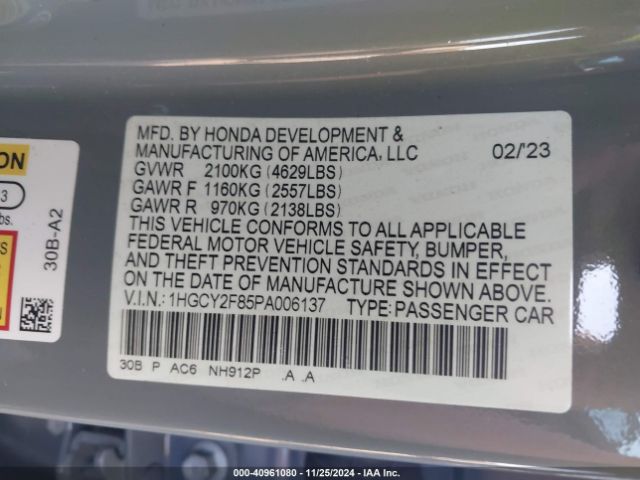 MFD. BY HONDA DEVELOPMENT &
MANUFACTURING OF AMERICA, LLC 02/'23
GVWR 2100KG (4629LBS)
GAWR F 1160KG (2557LBS)
GAWR R 970KG (2138LBS)
THIS VEHICLE CONFORMS TO ALL APPLICABLE
FEDERAL MOTOR VEHICLE SAFETY, BUMPER,
AND THEFT PREVENTION STANDARDS IN EFFECT
ON THE DATE OF MANUFACTURE SHOWN ABOVE.
V.I.N.: 1HGCY2F85PA006137 TYPE: PASSENGER CAR
30B P AC6 NH912P .A .A
ON
3
bs.
S
30B-A2
000-40961080 - 11/25/2024 - IAA Inc.